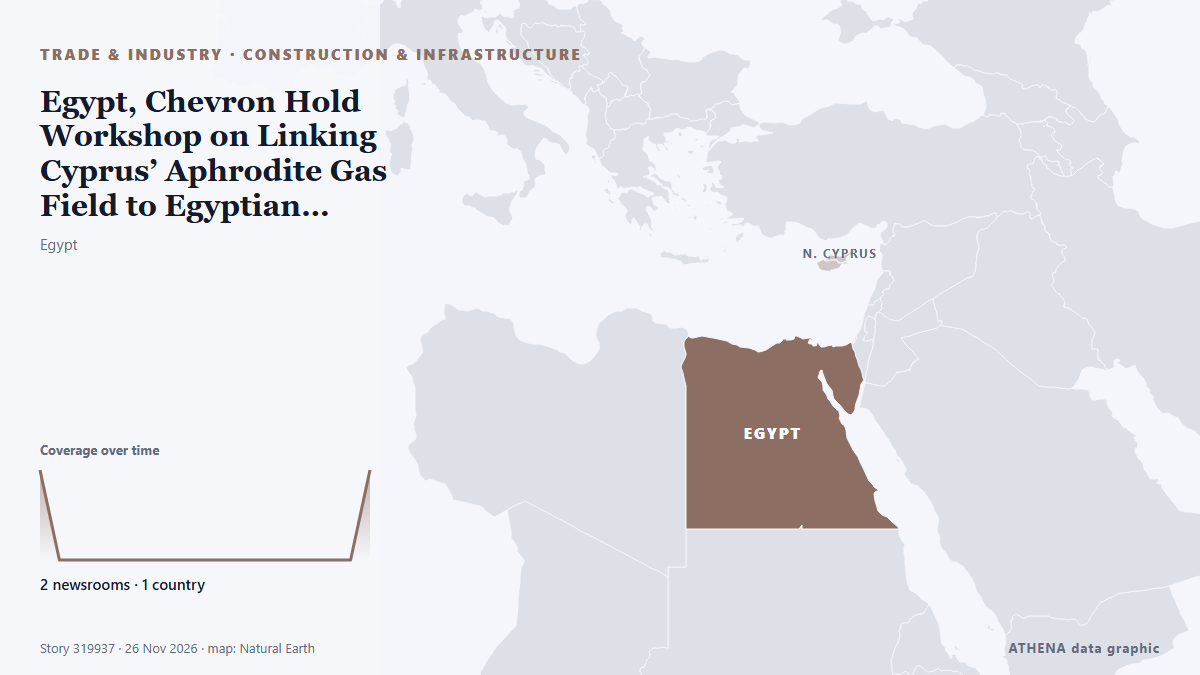 TRADE & INDUSTRY · CONSTRUCTION & INFRASTRUCTURE
Egypt, Chevron Hold
Workshop on Linking
Cyprus’ Aphrodite Gas
Field to Egyptian…
Egypt
N. CYPRUS
EGYPT
Coverage over time
2 newsrooms · 1 country
Story 319937 · 26 Nov 2026 · map: Natural Earth
ATHENA data graphic